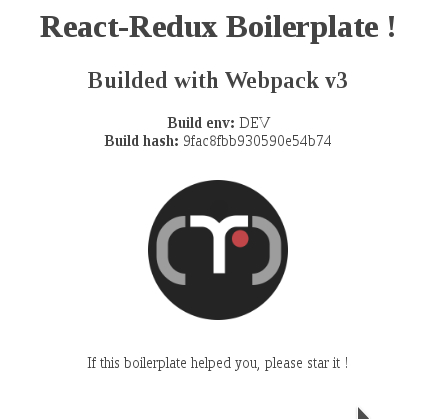 React-Redux Boilerplate !
Builded with Webpack v3
Build env: DEV
Build hash: 9fac8fbb930590e54b74
If this boilerplate helped you, please star it !